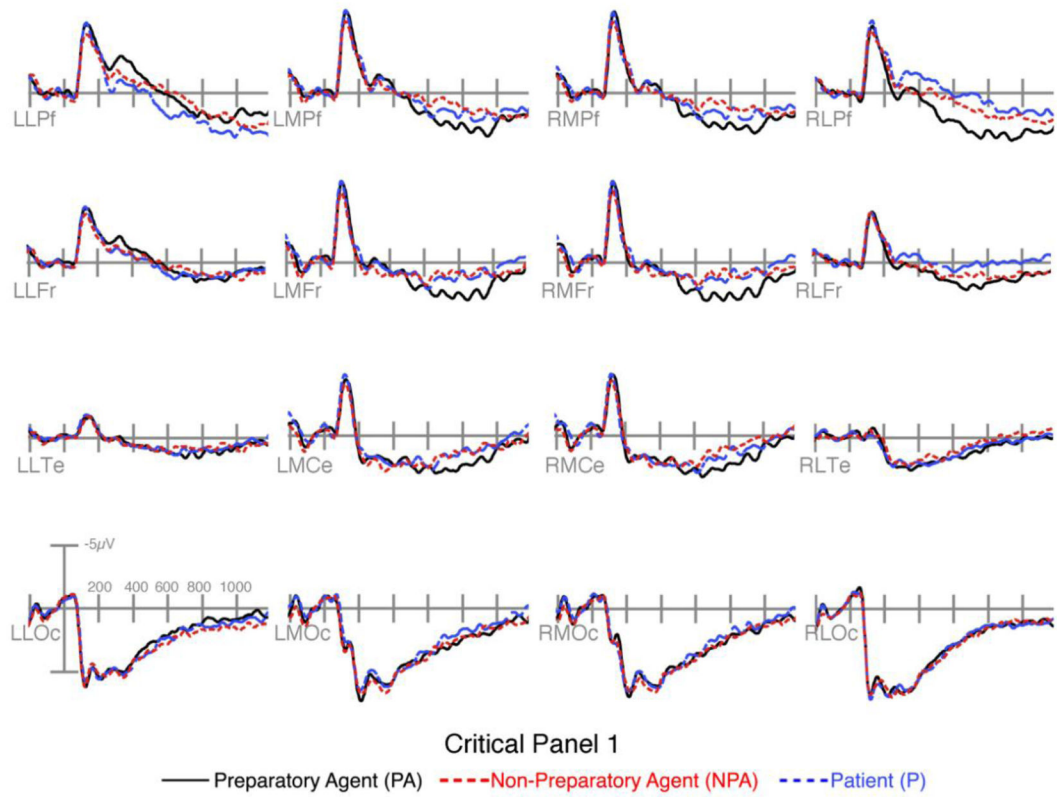 LLPf LMPf RMPf RLPf
LLFr LMFr RMFr RLFr
LLTe LMCe RMCe RLTe
-5µV
200 400 600 800 1000
LLOc LMOc RMOc RLOc
Critical Panel 1
Preparatory Agent (PA) Non-Preparatory Agent (NPA) Patient (P)